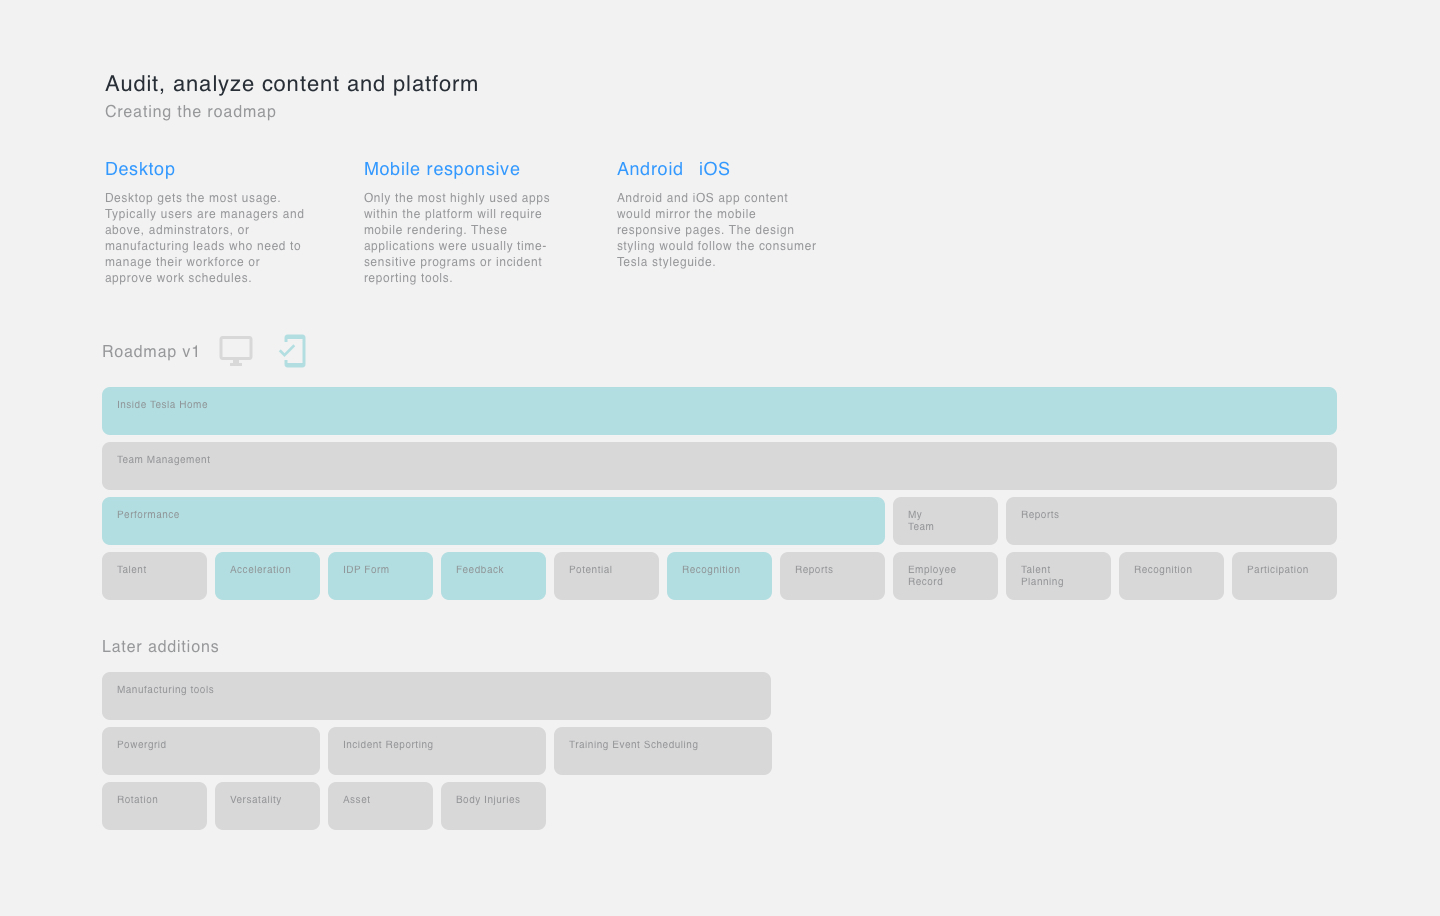 Audit, analyze content and platform
Creating the roadmap
Desktop
Desktop gets the most usage.
Typically users are managers and
above, adminstrators, or
manufacturing leads who need to
manage their workforce or
approve work schedules.
Mobile responsive
Only the most highly used apps
within the platform will require
mobile rendering. These
applications were usually time-
sensitive programs or incident
reporting tools.
Android iOS
Android and iOS app content
would mirror the mobile
responsive pages. The design
styling would follow the consumer
Tesla styleguide.
Roadmap v1
Inside Tesla Home
Team Management
Performance
My
Team
Reports
Talent
Acceleration
IDP Form
Feedback
Potential
Recognition
Reports
Employee
Record
Talent
Planning
Recognition
Participation
Later additions
Manufacturing tools
Powergrid
Incident Reporting
Training Event Scheduling
Rotation
Versatality
Asset
Body Injuries